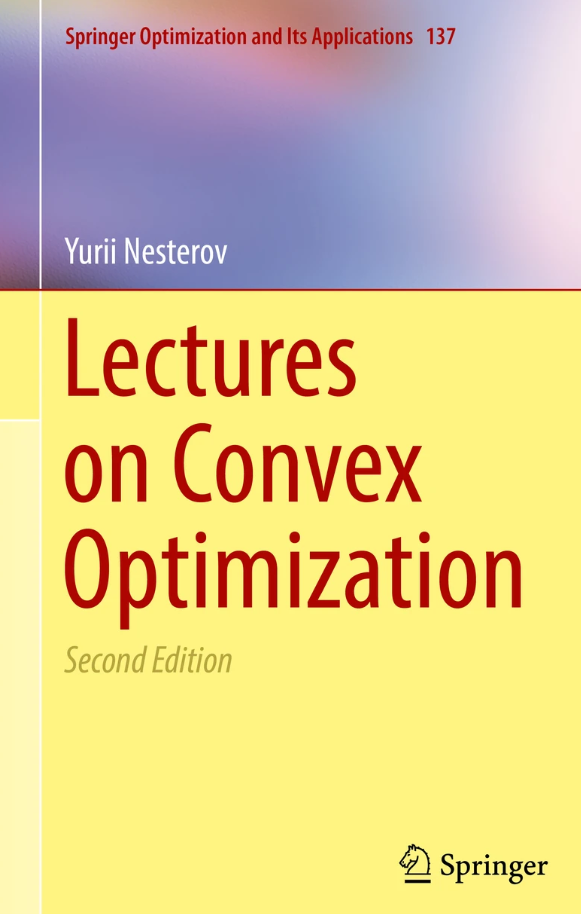 Springer Optimization and Its Applications 137
Yurii Nesterov
Lectures
on Convex
Optimization
Second Edition
Springer